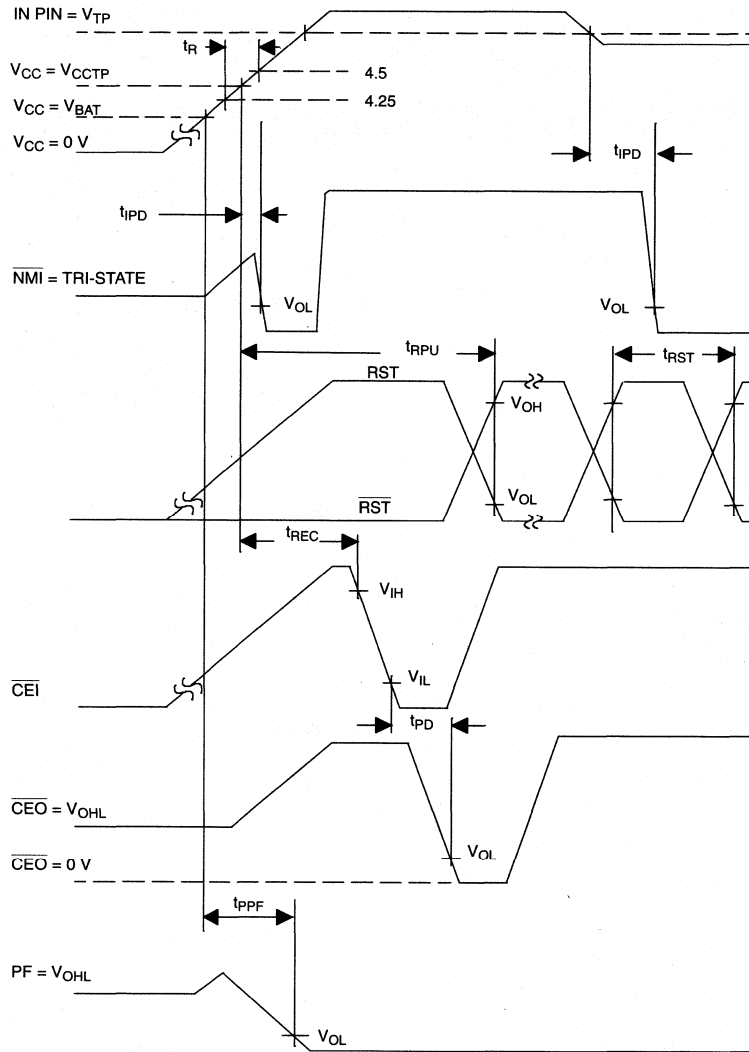 IN PIN = VTP
tR
VCC = VCCTP
4.5
VCC = VBAT
4.25
VCC = 0 V
tIPD
tIPD
NMI = TRI-STATE
VOL
VOL
tRPU
tRST
RST
VOH
VOL
RST
tREC
VIH
CEI
VIL
tPD
CEO = VOHL
CEO = 0 V
VOL
tPPF
PF = VOHL
VOL